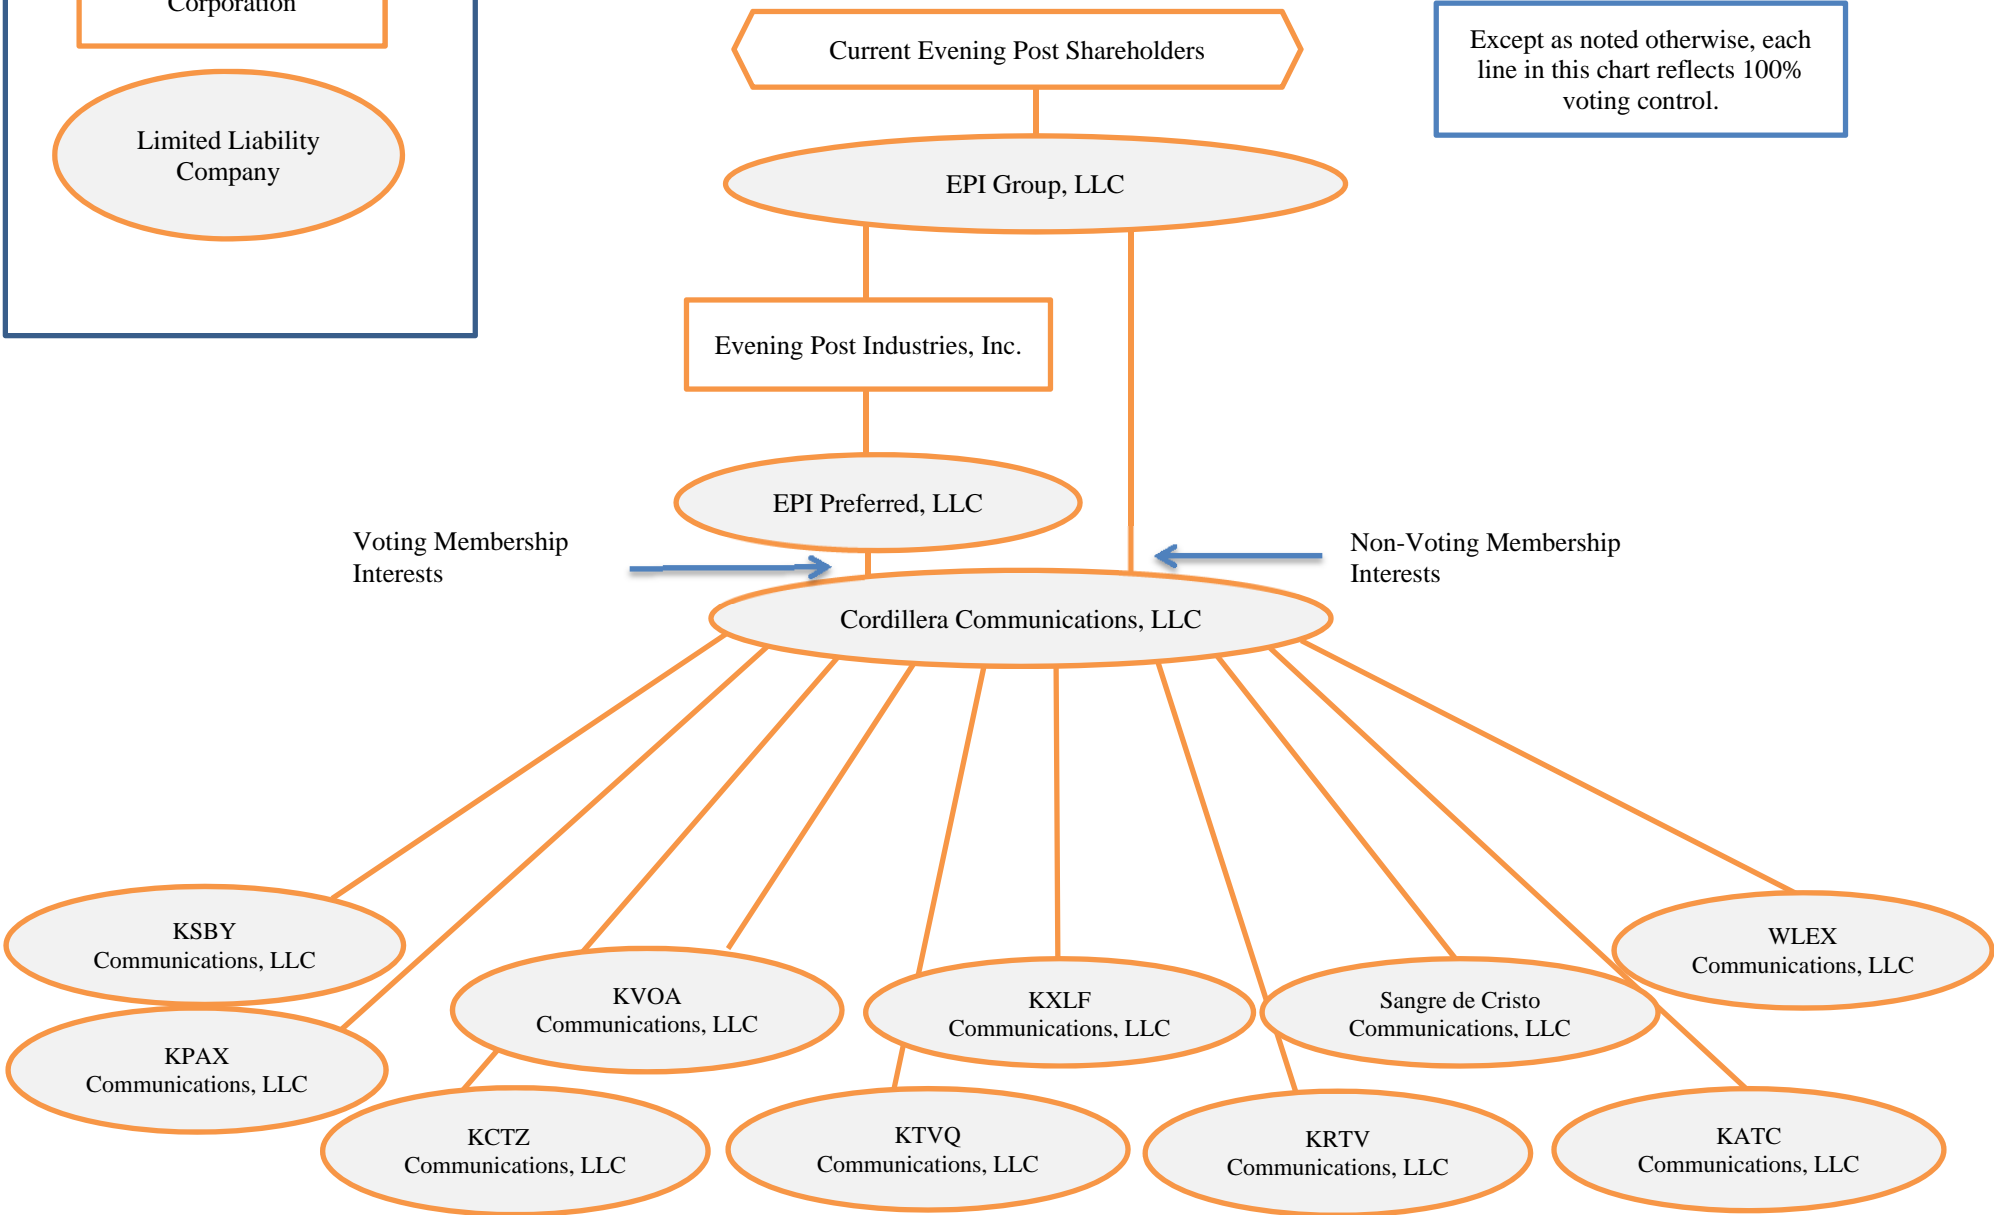 Corporation
Limited Liability
Company
Current Evening Post Shareholders
Except as noted otherwise, each
line in this chart reflects 100%
voting control.
EPI Group, LLC
Evening Post Industries, Inc.
EPI Preferred, LLC
Voting Membership
Interests
Non-Voting Membership
Interests
Cordillera Communications, LLC
KSBY
Communications, LLC
KPAX
Communications, LLC
KVOA
Communications, LLC
KCTZ
Communications, LLC
KXLF
Communications, LLC
KTVQ
Communications, LLC
Sangre de Cristo
Communications, LLC
KRTV
Communications, LLC
WLEX
Communications, LLC
KATC
Communications, LLC